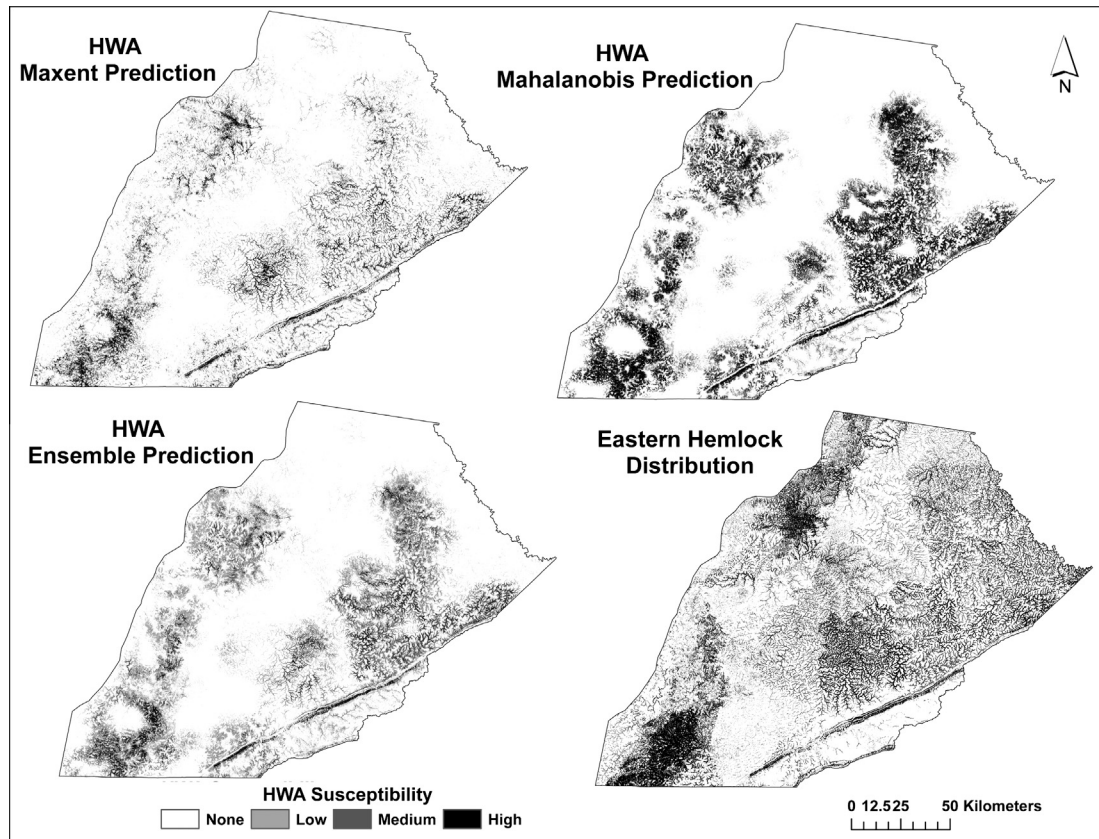 HWA
Maxent Prediction
HWA
Mahalanobis Prediction
N
HWA
Ensemble Prediction
Eastern Hemlock
Distribution
HWA Susceptibility
None Low Medium High
0 12.525 50 Kilometers